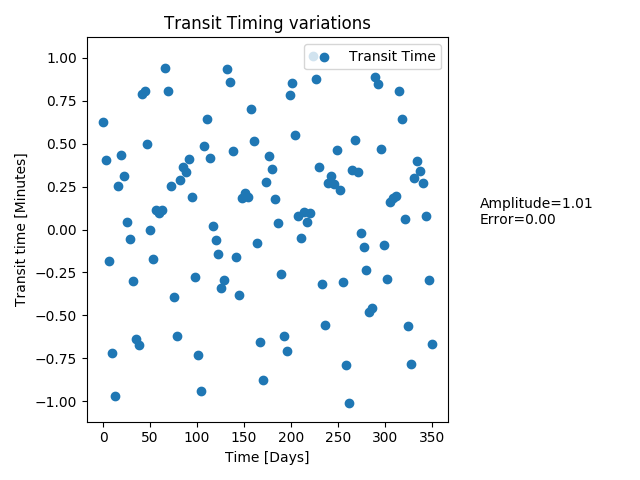 Transit Timing variations
Transit Time
1.00
0.75
0.50
0.25
0.00
−0.25
−0.50
−0.75
−1.00
Transit time [Minutes]
0
50
100
150
200
250
300
350
Time [Days]
Amplitude=1.01
Error=0.00